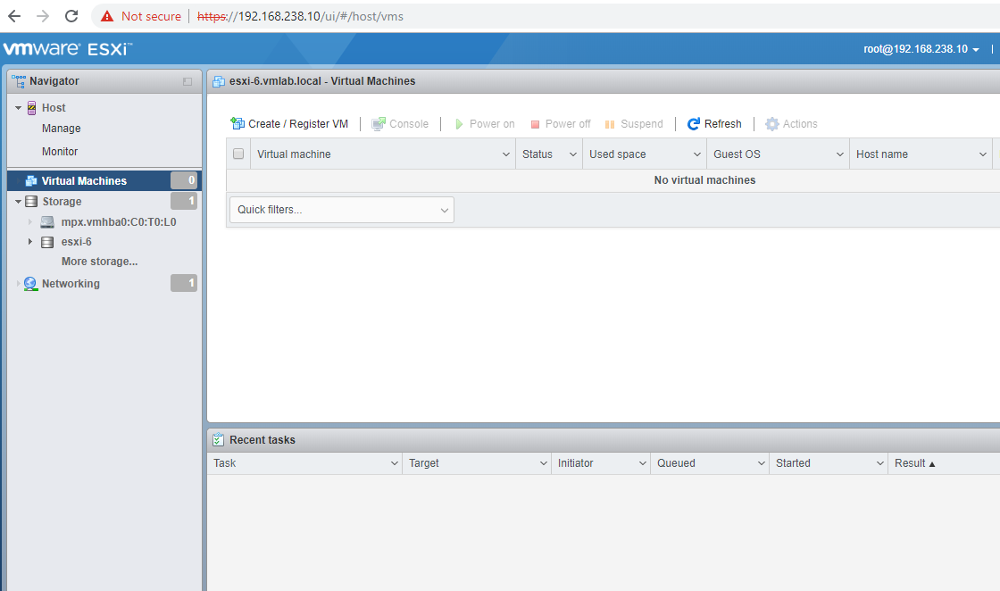 Not secure | https://192.168.238.10/ui/#/host/vms
vmware ESXi™
root@192.168.238.10
Navigator
Host
Manage
Monitor
Virtual Machines 0
Storage 1
mpx.vmhba0:C0:T0:L0
esxi-6
More storage...
Networking 1
esxi-6.vmlab.local - Virtual Machines
Create / Register VM Console Power on Power off Suspend Refresh Actions
Virtual machine Status Used space Guest OS Host name
No virtual machines
Quick filters...
Recent tasks
Task Target Initiator Queued Started Result ▲